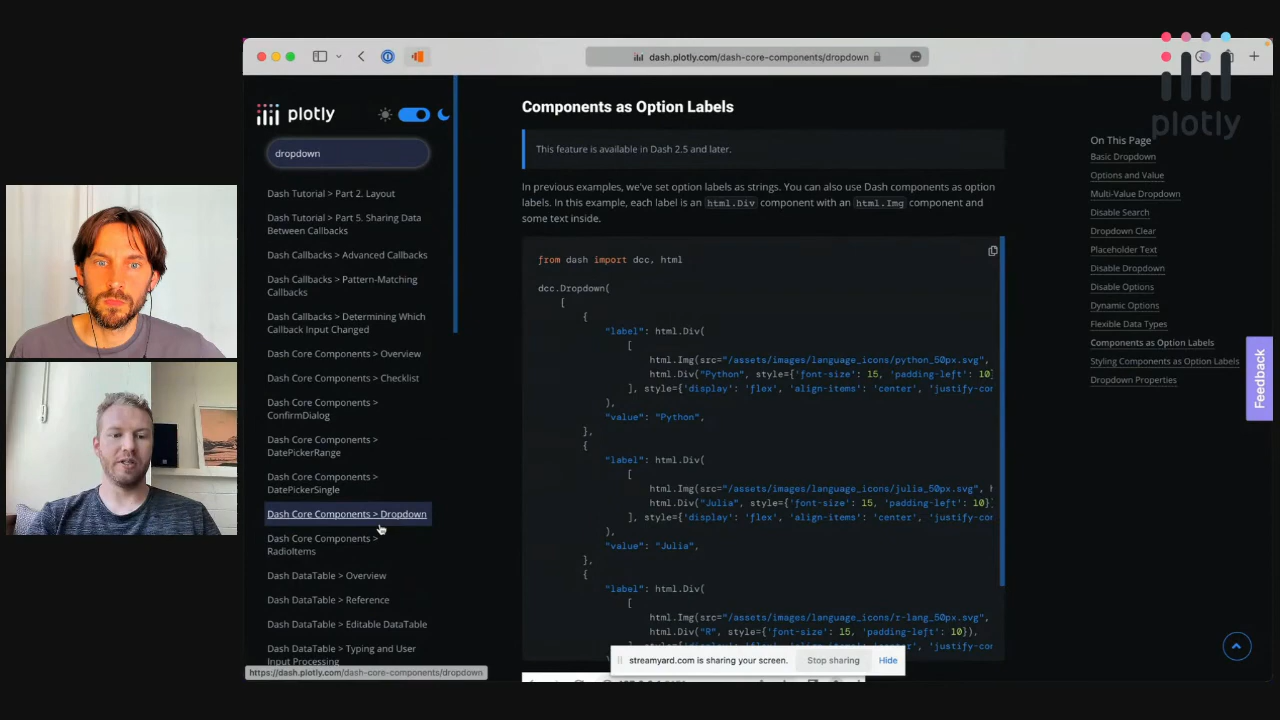 dash.plotly.com/dash-core-components/dropdown
plotly
plotly
dropdown
Dash Tutorial > Part 2. Layout
Dash Tutorial > Part 5. Sharing Data
Between Callbacks
Dash Callbacks > Advanced Callbacks
Dash Callbacks > Pattern-Matching
Callbacks
Dash Callbacks > Determining Which
Callback Input Changed
Dash Core Components > Overview
Dash Core Components > Checklist
Dash Core Components >
ConfirmDialog
Dash Core Components >
DatePickerRange
Dash Core Components >
DatePickerSingle
Dash Core Components > Dropdown
Dash Core Components >
RadioItems
Dash DataTable > Overview
Dash DataTable > Reference
Dash DataTable > Editable DataTable
Dash DataTable > Typing and User
Input Processing
https://dash.plotly.com/dash-core-components/dropdown
Components as Option Labels
This feature is available in Dash 2.5 and later.
In previous examples, we've set option labels as strings. You can also use Dash components as option
labels. In this example, each label is an html.Div component with an html.Img component and
some text inside.
from dash import dcc, html
dcc.Dropdown(
[
{
"label": html.Div(
[
html.Img(src="/assets/images/language_icons/python_50px.svg",
html.Div("Python", style={'font-size': 15, 'padding-left': 10}
], style={'display': 'flex', 'align-items': 'center', 'justify-con
),
"value": "Python",
},
{
"label": html.Div(
[
html.Img(src="/assets/images/language_icons/julia_50px.svg", h
html.Div("Julia", style={'font-size': 15, 'padding-left': 10})
], style={'display': 'flex', 'align-items': 'center', 'justify-con
),
"value": "Julia",
},
{
"label": html.Div(
[
html.Img(src="/assets/images/language_icons/r-lang_50px.svg",
html.Div("R", style={'font-size': 15, 'padding-left': 10}),
streamyard.com is sharing your screen.
Stop sharing
Hide
On This Page
Basic Dropdown
Options and Value
Multi-Value Dropdown
Disable Search
Dropdown Clear
Placeholder Text
Disable Dropdown
Disable Options
Dynamic Options
Flexible Data Types
Components as Option Labels
Styling Components as Option Labels
Dropdown Properties
Feedback